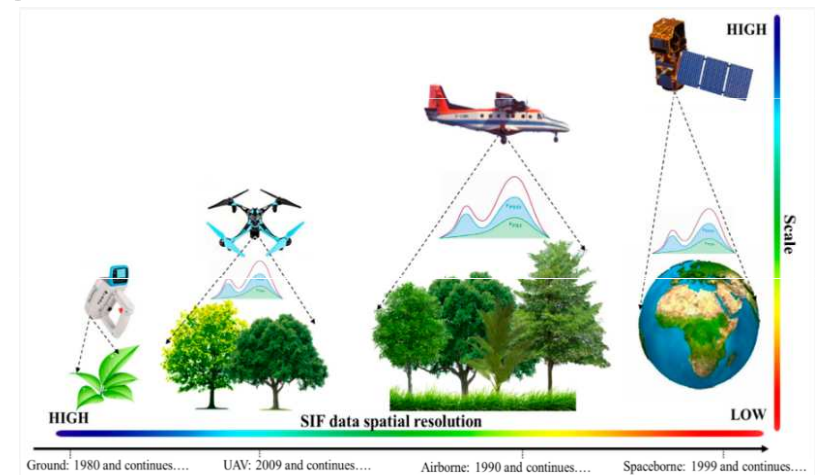 HIGH
Scale
HIGH
SIF data spatial resolution
LOW
Ground: 1980 and continues….
UAV: 2009 and continues….
Airborne: 1990 and continues….
Spaceborne: 1999 and continues….